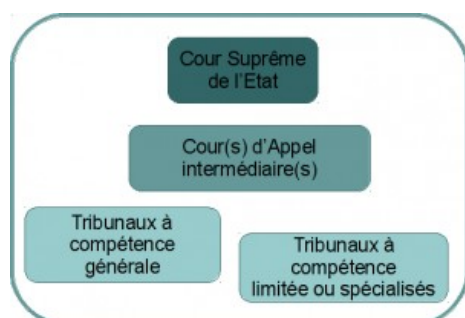 Cour Suprême
de l'Etat
Cour(s) d'Appel
intermédiaire(s)
Tribunaux à
compétence
générale
Tribunaux à
compétence
limitée ou spécialisés